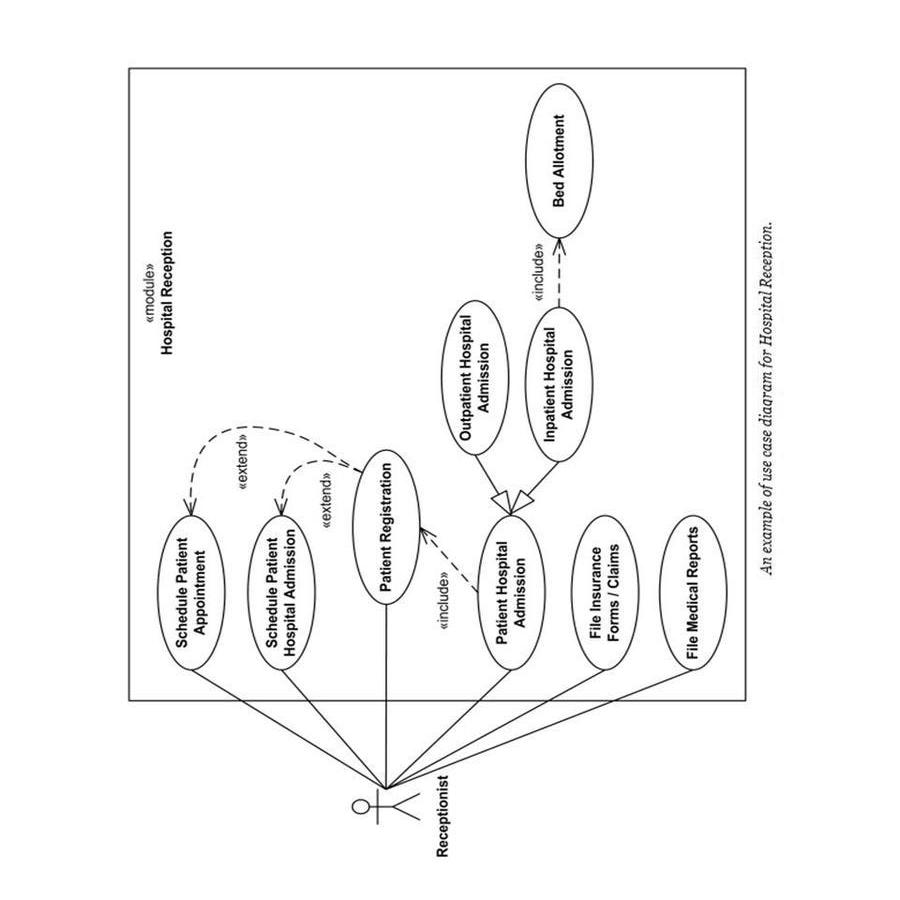 «module»
Hospital Reception
Schedule Patient
Appointment
«extend»
Schedule Patient
Hospital Admission
«extend»
Patient Registration
Receptionist
«include»
Patient Hospital
Admission
Outpatient Hospital
Admission
Inpatient Hospital
Admission
«include»
Bed Allotment
File Insurance
Forms / Claims
File Medical Reports
An example of use case diagram for Hospital Reception.